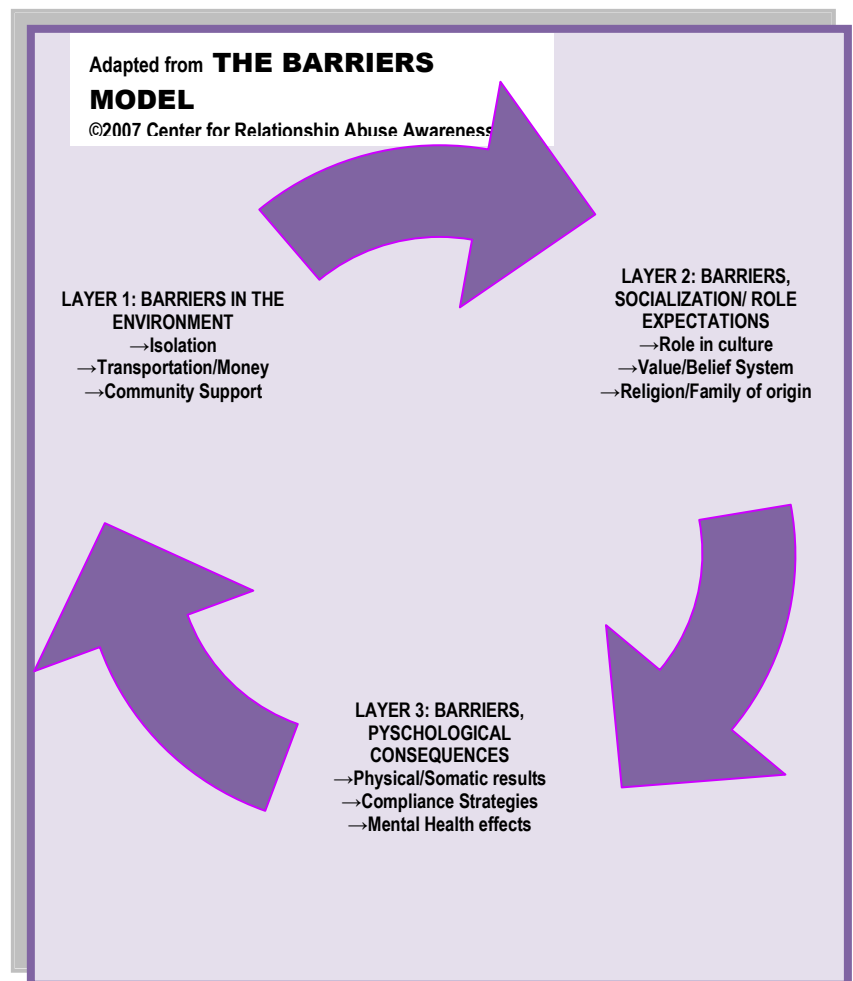 Adapted from THE BARRIERS
MODEL
©2007 Center for Relationship Abuse Awareness
LAYER 1: BARRIERS IN THE
ENVIRONMENT
→Isolation
→Transportation/Money
→Community Support
LAYER 2: BARRIERS,
SOCIALIZATION/ ROLE
EXPECTATIONS
→Role in culture
→Value/Belief System
→Religion/Family of origin
LAYER 3: BARRIERS,
PYSCHOLOGICAL
CONSEQUENCES
→Physical/Somatic results
→Compliance Strategies
→Mental Health effects